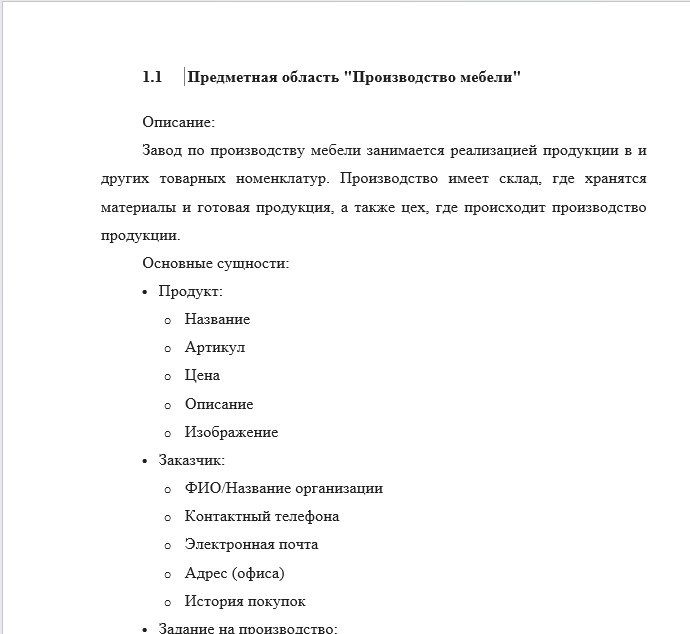 1.1 Предметная область "Производство мебели"
Описание:
Завод по производству мебели занимается реализацией продукции в и
других товарных номенклатур. Производство имеет склад, где хранятся
материалы и готовая продукция, а также цех, где происходит производство
продукции.
Основные сущности:
• Продукт:
o Название
o Артикул
o Цена
o Описание
o Изображение
• Заказчик:
o ФИО/Название организации
o Контактный телефона
o Электронная почта
o Адрес (офиса)
o История покупок
• Задание на производство: